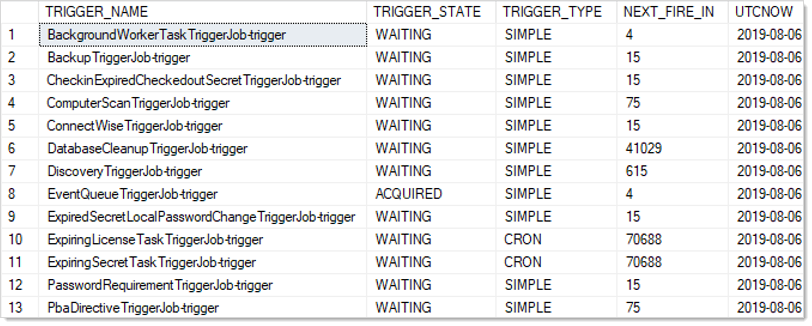 TRIGGER_NAME TRIGGER_STATE TRIGGER_TYPE NEXT_FIRE_IN UTCNOW
1 BackgroundWorkerTaskTriggerJob-trigger WAITING SIMPLE 4 2019-08-06
2 BackupTriggerJob-trigger WAITING SIMPLE 15 2019-08-06
3 CheckinExpiredCheckedoutSecretTriggerJob-trigger WAITING SIMPLE 15 2019-08-06
4 ComputerScanTriggerJob-trigger WAITING SIMPLE 75 2019-08-06
5 ConnectWiseTriggerJob-trigger WAITING SIMPLE 15 2019-08-06
6 DatabaseCleanupTriggerJob-trigger WAITING SIMPLE 41029 2019-08-06
7 DiscoveryTriggerJob-trigger WAITING SIMPLE 615 2019-08-06
8 EventQueueTriggerJob-trigger ACQUIRED SIMPLE 4 2019-08-06
9 ExpiredSecretLocalPasswordChangeTriggerJob-trigger WAITING SIMPLE 15 2019-08-06
10 ExpiringLicenseTaskTriggerJob-trigger WAITING CRON 70688 2019-08-06
11 ExpiringSecretTaskTriggerJob-trigger WAITING CRON 70688 2019-08-06
12 PasswordRequirementTriggerJob-trigger WAITING SIMPLE 15 2019-08-06
13 PbaDirectiveTriggerJob-trigger WAITING SIMPLE 75 2019-08-06